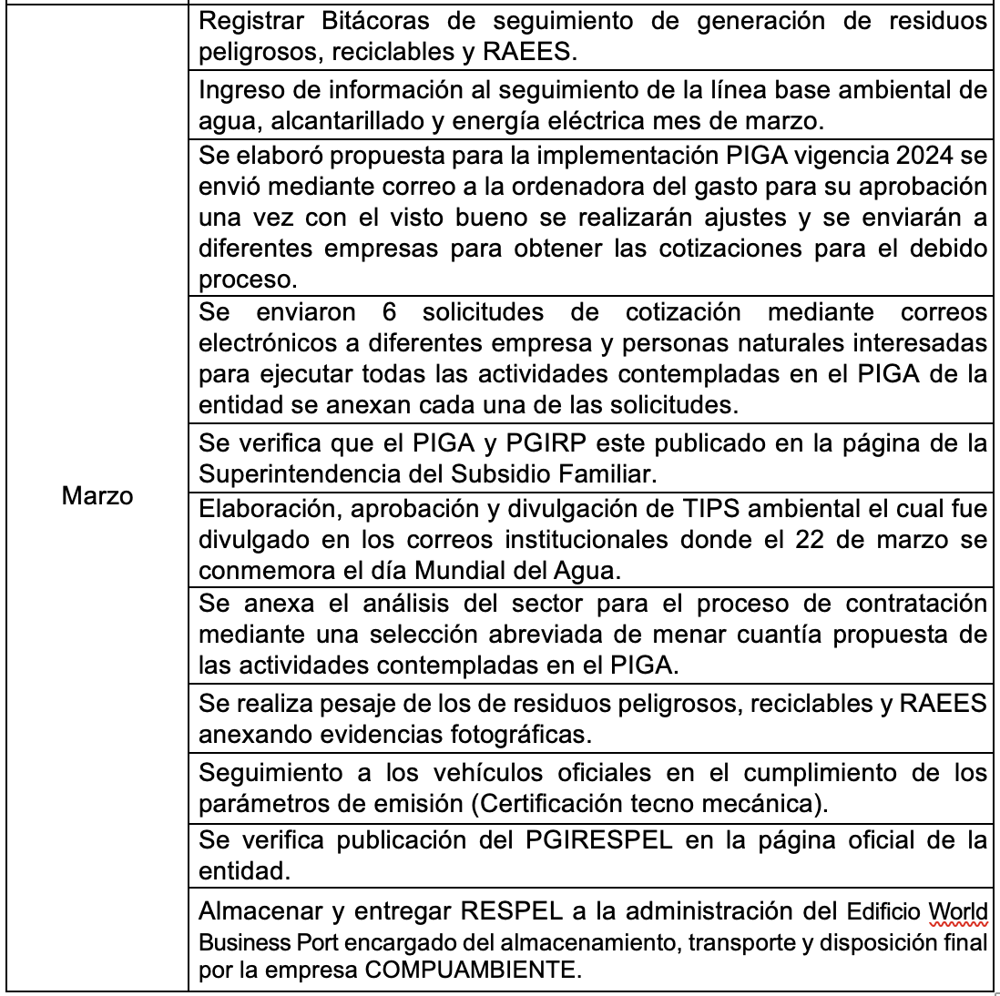 Registrar Bitácoras de seguimiento de generación de residuos
peligrosos, reciclables y RAEES.
Ingreso de información al seguimiento de la línea base ambiental de
agua, alcantarillado y energía eléctrica mes de marzo.
Se elaboró propuesta para la implementación PIGA vigencia 2024 se
envió mediante correo a la ordenadora del gasto para su aprobación
una vez con el visto bueno se realizarán ajustes y se enviarán a
diferentes empresas para obtener las cotizaciones para el debido
proceso.
Se enviaron 6 solicitudes de cotización mediante correos
electrónicos a diferentes empresa y personas naturales interesadas
para ejecutar todas las actividades contempladas en el PIGA de la
entidad se anexan cada una de las solicitudes.
Se verifica que el PIGA y PGIRP este publicado en la página de la
Superintendencia del Subsidio Familiar.
Marzo
Elaboración, aprobación y divulgación de TIPS ambiental el cual fue
divulgado en los correos institucionales donde el 22 de marzo se
conmemora el día Mundial del Agua.
Se anexa el análisis del sector para el proceso de contratación
mediante una selección abreviada de menar cuantía propuesta de
las actividades contempladas en el PIGA.
Se realiza pesaje de los de residuos peligrosos, reciclables y RAEES
anexando evidencias fotográficas.
Seguimiento a los vehículos oficiales en el cumplimiento de los
parámetros de emisión (Certificación tecno mecánica).
Se verifica publicación del PGIRESPEL en la página oficial de la
entidad.
Almacenar y entregar RESPEL a la administración del Edificio World
Business Port encargado del almacenamiento, transporte y disposición final
por la empresa COMPUAMBIENTE.